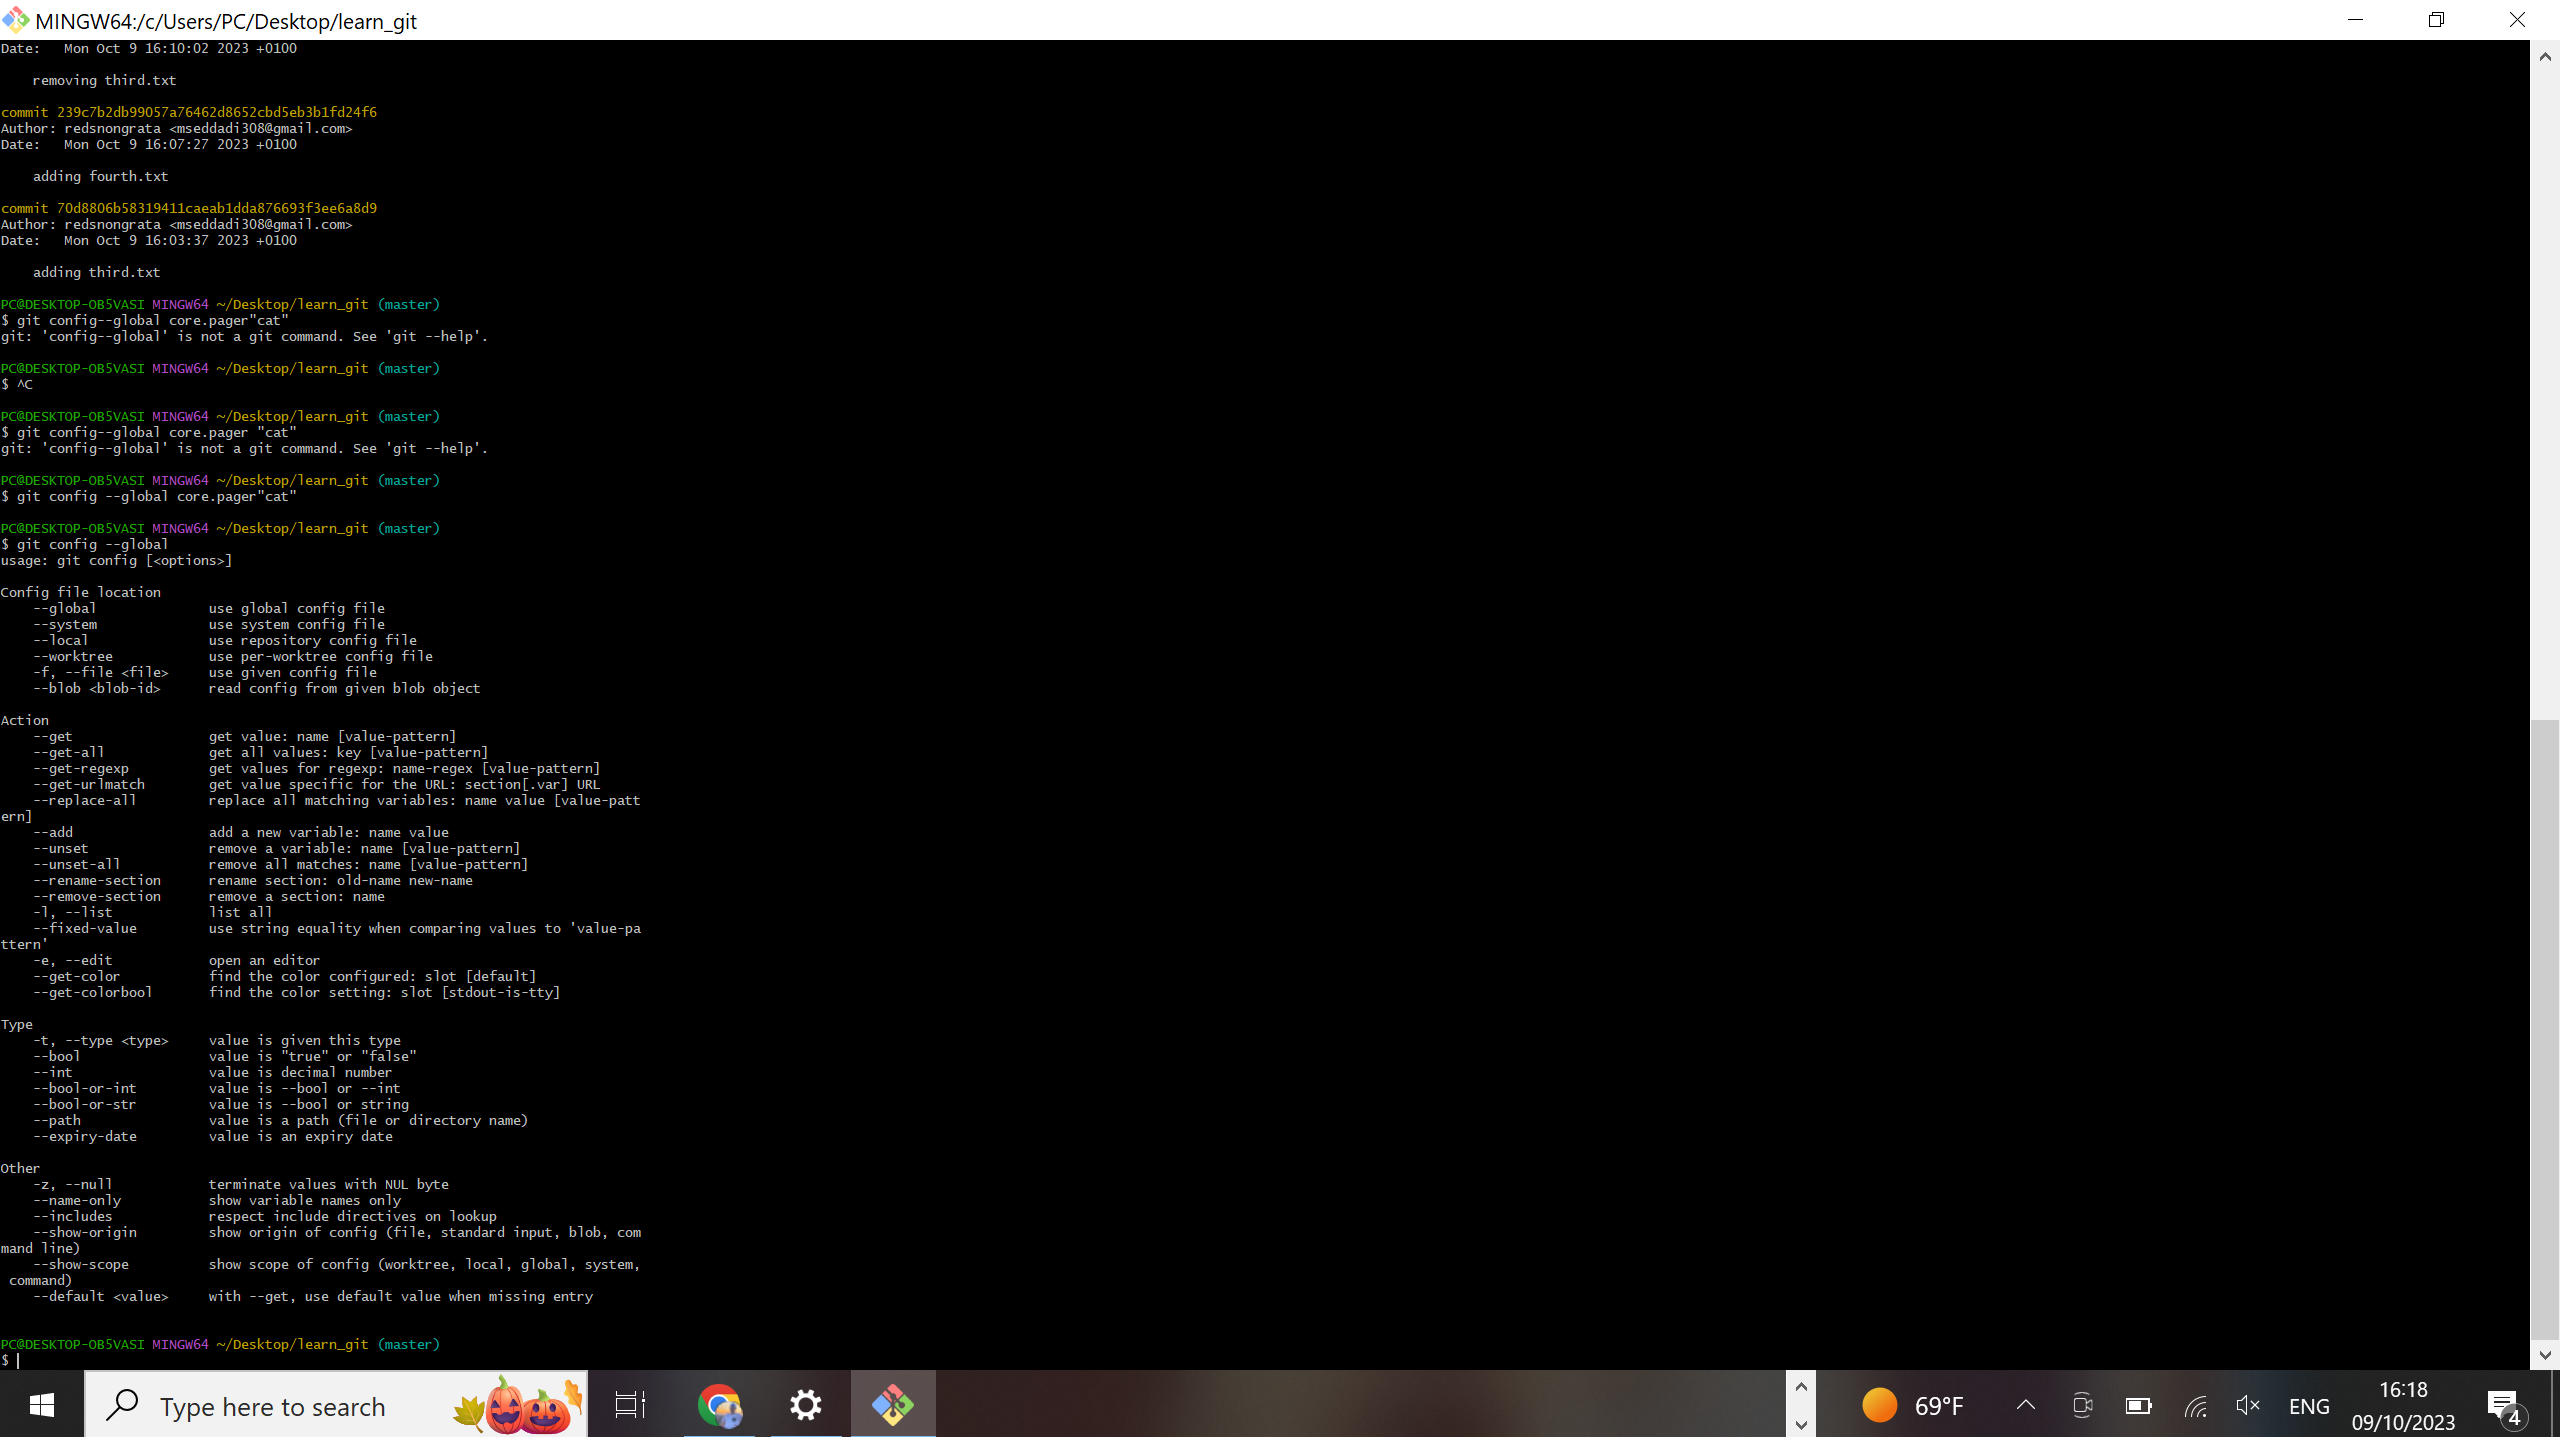 MINGW64:/c/Users/PC/Desktop/learn_git
Date:   Mon Oct 9 16:10:02 2023 +0100
    removing third.txt
commit 239c7b2db99057a76462d8652cbd5eb3b1fd24f6
Author: redsnongrata <mseddadi308@gmail.com>
Date:   Mon Oct 9 16:07:27 2023 +0100
    adding fourth.txt
commit 70d8806b58319411caeab1dda876693f3ee6a8d9
Author: redsnongrata <mseddadi308@gmail.com>
Date:   Mon Oct 9 16:03:37 2023 +0100
    adding third.txt
PC@DESKTOP-OB5VASI MINGW64 ~/Desktop/learn_git (master)
$ git config--global core.pager"cat"
git: 'config--global' is not a git command. See 'git --help'.
PC@DESKTOP-OB5VASI MINGW64 ~/Desktop/learn_git (master)
$ ^C
PC@DESKTOP-OB5VASI MINGW64 ~/Desktop/learn_git (master)
$ git config--global core.pager "cat"
git: 'config--global' is not a git command. See 'git --help'.
PC@DESKTOP-OB5VASI MINGW64 ~/Desktop/learn_git (master)
$ git config --global core.pager"cat"
PC@DESKTOP-OB5VASI MINGW64 ~/Desktop/learn_git (master)
$ git config --global
usage: git config [<options>]
Config file location
    --global              use global config file
    --system              use system config file
    --local               use repository config file
    --worktree            use per-worktree config file
    -f, --file <file>     use given config file
    --blob <blob-id>      read config from given blob object
Action
    --get                 get value: name [value-pattern]
    --get-all             get all values: key [value-pattern]
    --get-regexp          get values for regexp: name-regex [value-pattern]
    --get-urlmatch        get value specific for the URL: section[.var] URL
    --replace-all         replace all matching variables: name value [value-patt
ern]
    --add                 add a new variable: name value
    --unset               remove a variable: name [value-pattern]
    --unset-all           remove all matches: name [value-pattern]
    --rename-section      rename section: old-name new-name
    --remove-section      remove a section: name
    -l, --list            list all
    --fixed-value         use string equality when comparing values to 'value-pa
ttern'
    -e, --edit            open an editor
    --get-color           find the color configured: slot [default]
    --get-colorbool       find the color setting: slot [stdout-is-tty]
Type
    -t, --type <type>     value is given this type
    --bool                value is "true" or "false"
    --int                 value is decimal number
    --bool-or-int         value is --bool or --int
    --bool-or-str         value is --bool or string
    --path                value is a path (file or directory name)
    --expiry-date         value is an expiry date
Other
    -z, --null            terminate values with NUL byte
    --name-only           show variable names only
    --includes            respect include directives on lookup
    --show-origin         show origin of config (file, standard input, blob, com
mand line)
    --show-scope          show scope of config (worktree, local, global, system,
 command)
    --default <value>     with --get, use default value when missing entry
PC@DESKTOP-OB5VASI MINGW64 ~/Desktop/learn_git (master)
$
Type here to search
69°F
ENG
16:18
09/10/2023
4